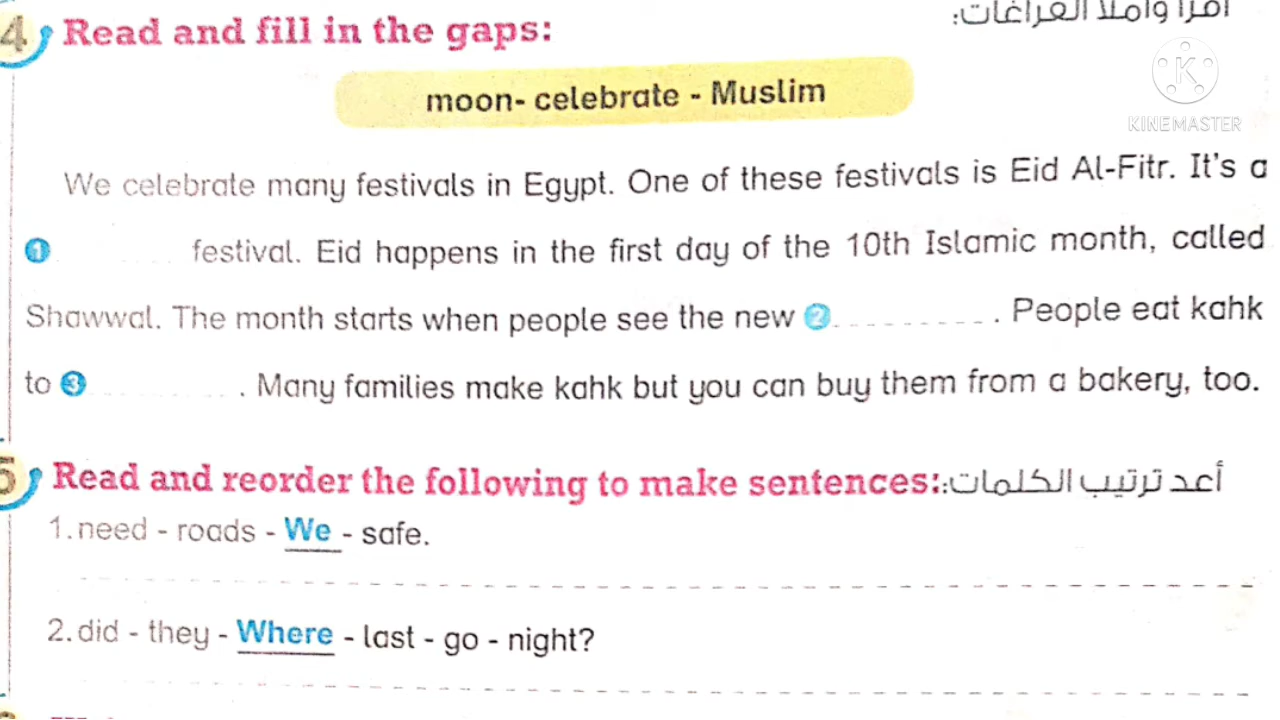 4 Read and fill in the gaps: اقرأ واملأ الفراغات:
K
KINEMASTER
moon- celebrate - Muslim
We celebrate many festivals in Egypt. One of these festivals is Eid Al-Fitr. It's a
1 ............ festival. Eid happens in the first day of the 10th Islamic month, called
Shawwal. The month starts when people see the new 2 ............ . People eat kahk
to 3 ............ . Many families make kahk but you can buy them from a bakery, too.
5 Read and reorder the following to make sentences: أعد ترتيب الكلمات:
1. need - roads - We - safe.
2. did - they - Where - last - go - night?